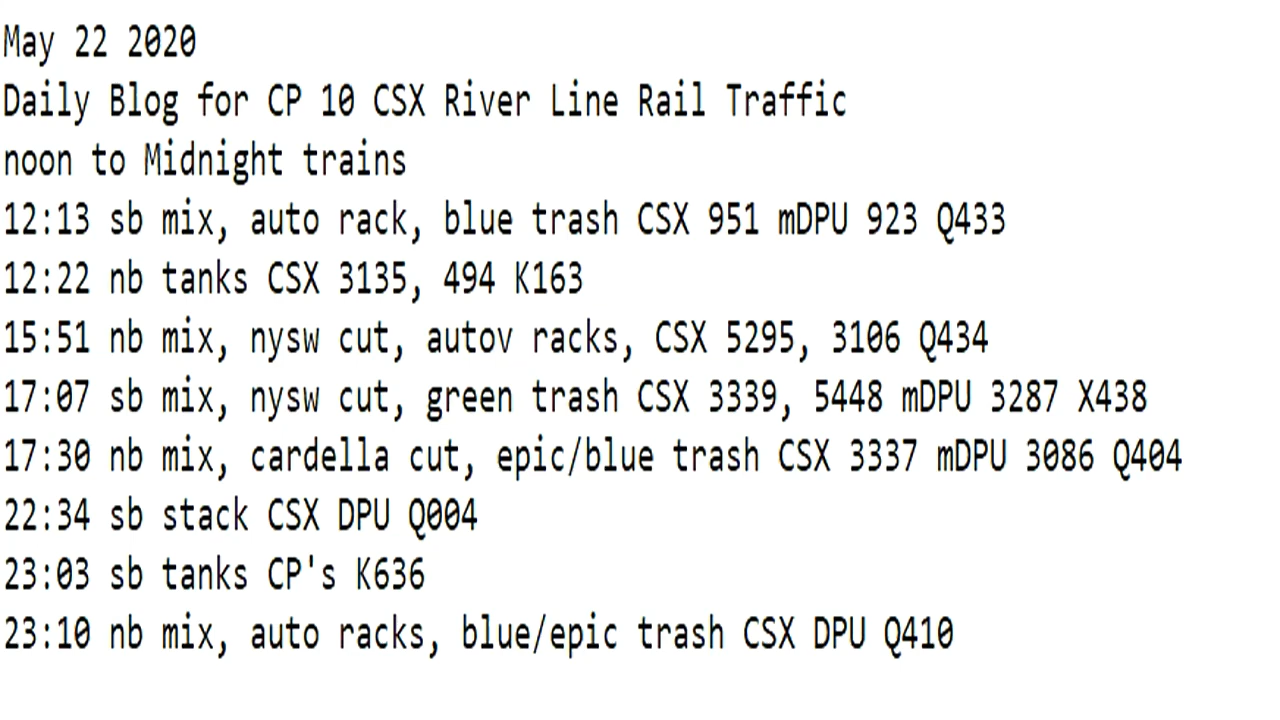 May 22 2020
Daily Blog for CP 10 CSX River Line Rail Traffic
noon to Midnight trains
12:13 sb mix, auto rack, blue trash CSX 951 mDPU 923 Q433
12:22 nb tanks CSX 3135, 494 K163
15:51 nb mix, nysw cut, autov racks, CSX 5295, 3106 Q434
17:07 sb mix, nysw cut, green trash CSX 3339, 5448 mDPU 3287 X438
17:30 nb mix, cardella cut, epic/blue trash CSX 3337 mDPU 3086 Q404
22:34 sb stack CSX DPU Q004
23:03 sb tanks CP's K636
23:10 nb mix, auto racks, blue/epic trash CSX DPU Q410